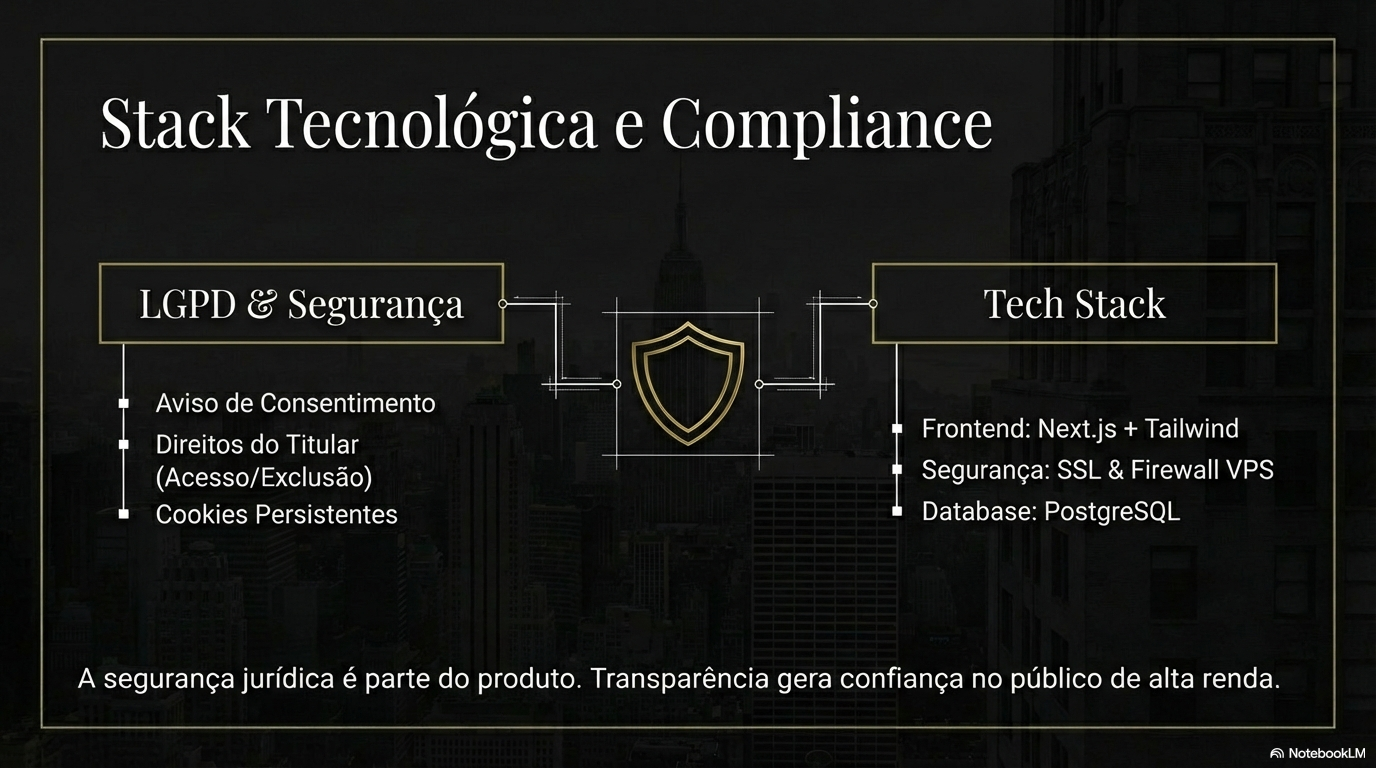 Stack Tecnológica e Compliance
LGPD & Segurança
Aviso de Consentimento
Direitos do Titular
(Acesso/Exclusão)
Cookies Persistentes
Tech Stack
Frontend: Next.js + Tailwind
Segurança: SSL & Firewall VPS
Database: PostgreSQL
A segurança jurídica é parte do produto. Transparência gera confiança no público de alta renda.
NotebookLM